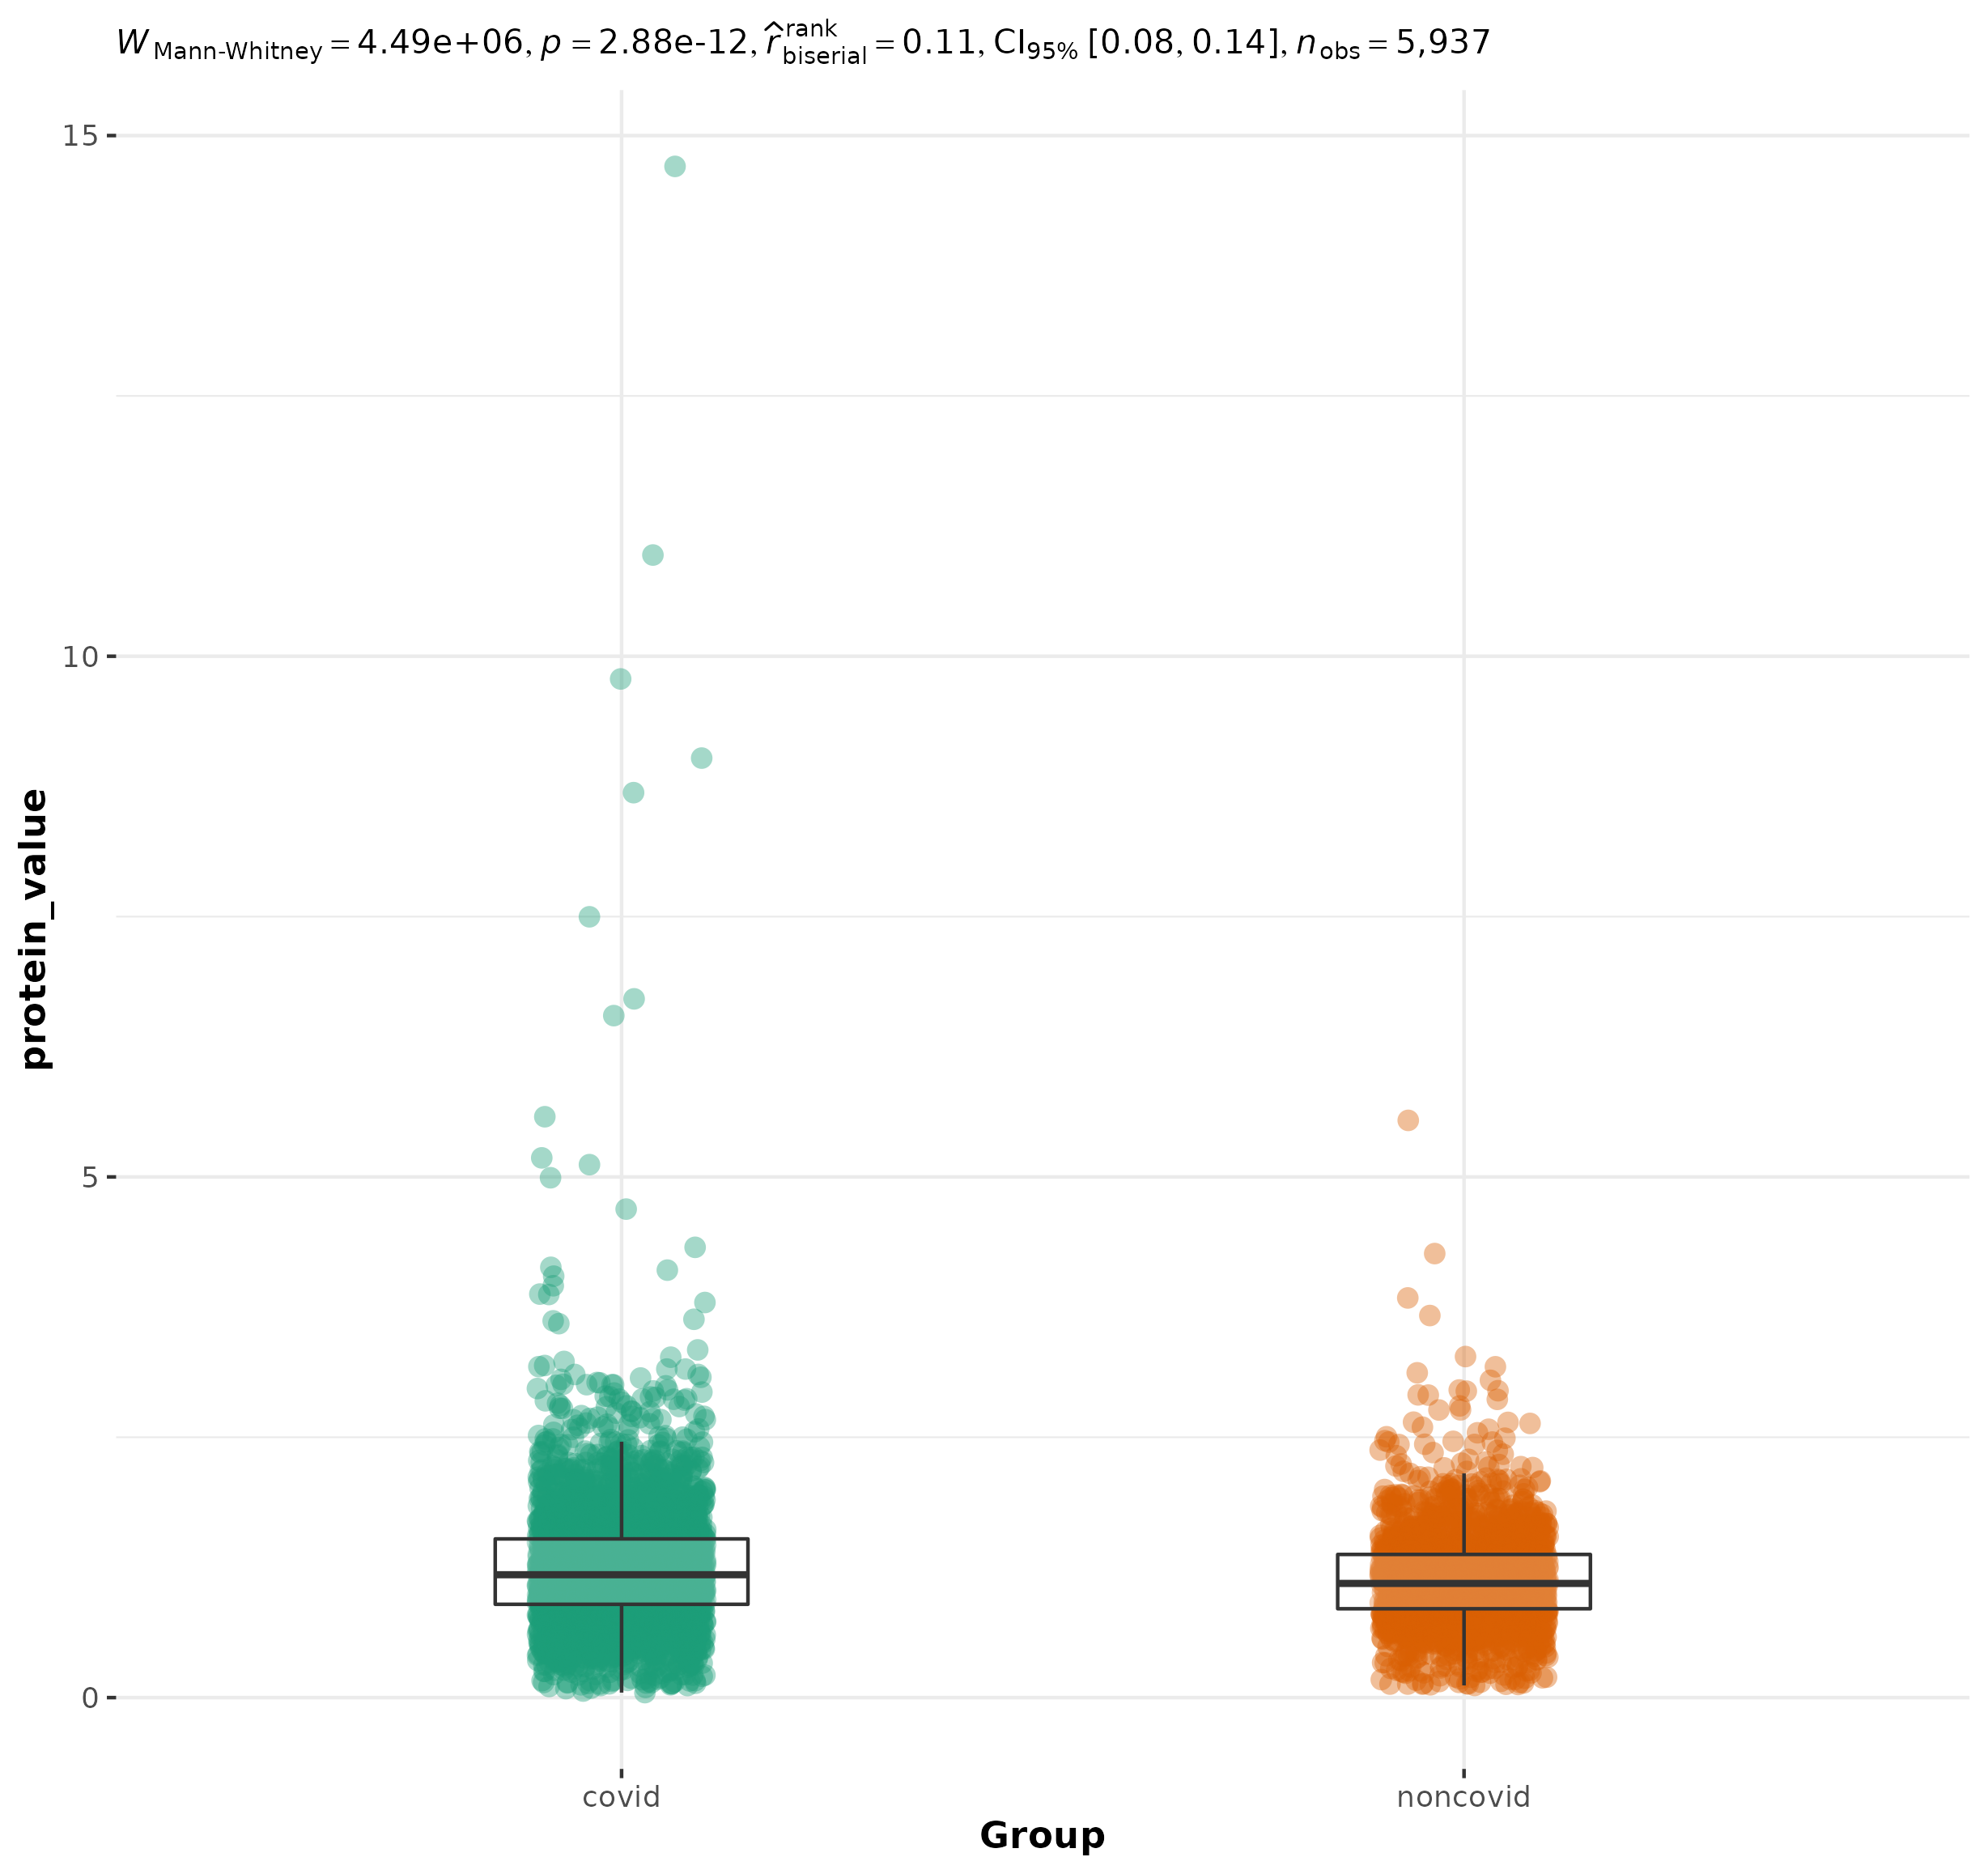 W Mann-Whitney = 4.49e+06, p = 2.88e-12, r̂ rank biserial = 0.11, CI95% [0.08, 0.14], nobs = 5,937
15
10
5
0
protein_value
covid noncovid
Group